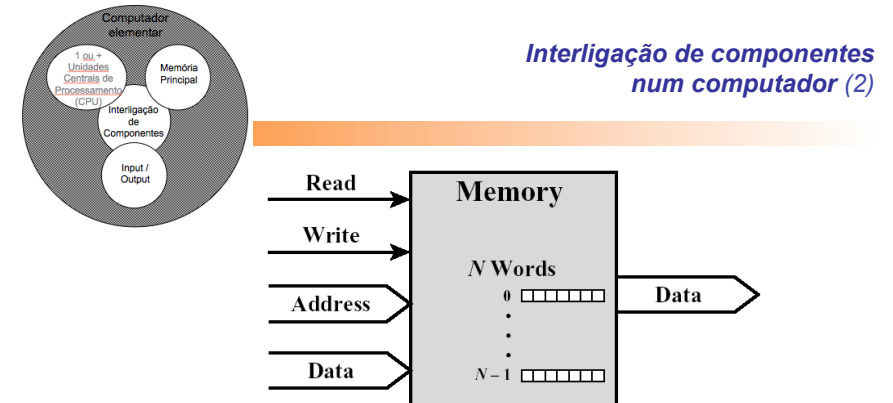 Computador
elementar
1 ou +
Unidades
Centrais de
Processamento
(CPU)
Memória
Principal
Interligação
de
Componentes
Input /
Output
Interligação de componentes
num computador (2)
Read
Write
Address
Data
Memory
N Words
0
N – 1
Data